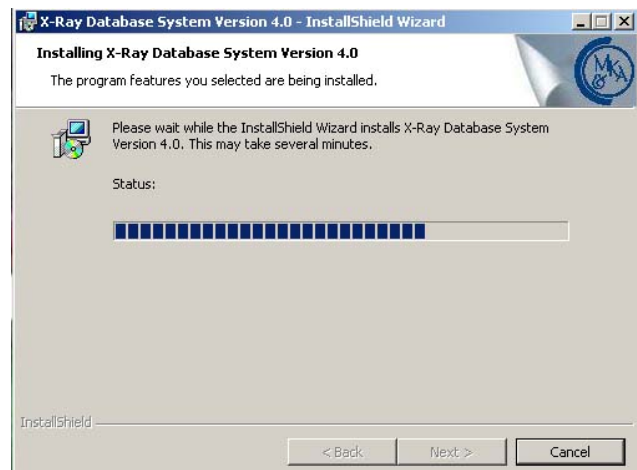 X-Ray Database System Version 4.0 - InstallShield Wizard
Installing X-Ray Database System Version 4.0
The program features you selected are being installed.
MKA
&
Please wait while the InstallShield Wizard installs X-Ray Database System
Version 4.0. This may take several minutes.
Status:
InstallShield
< Back Next > Cancel